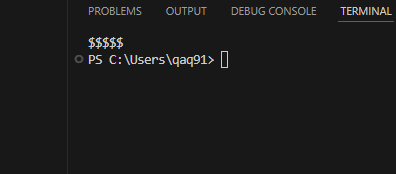 PROBLEMS OUTPUT DEBUG CONSOLE TERMINAL
$$$$$
PS C:\Users\qaq91>